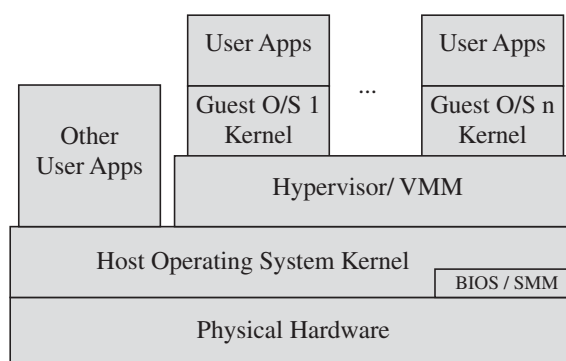 User Apps
User Apps
...
Guest O/S 1
Kernel
Guest O/S n
Kernel
Other
User Apps
Hypervisor/ VMM
Host Operating System Kernel
BIOS / SMM
Physical Hardware